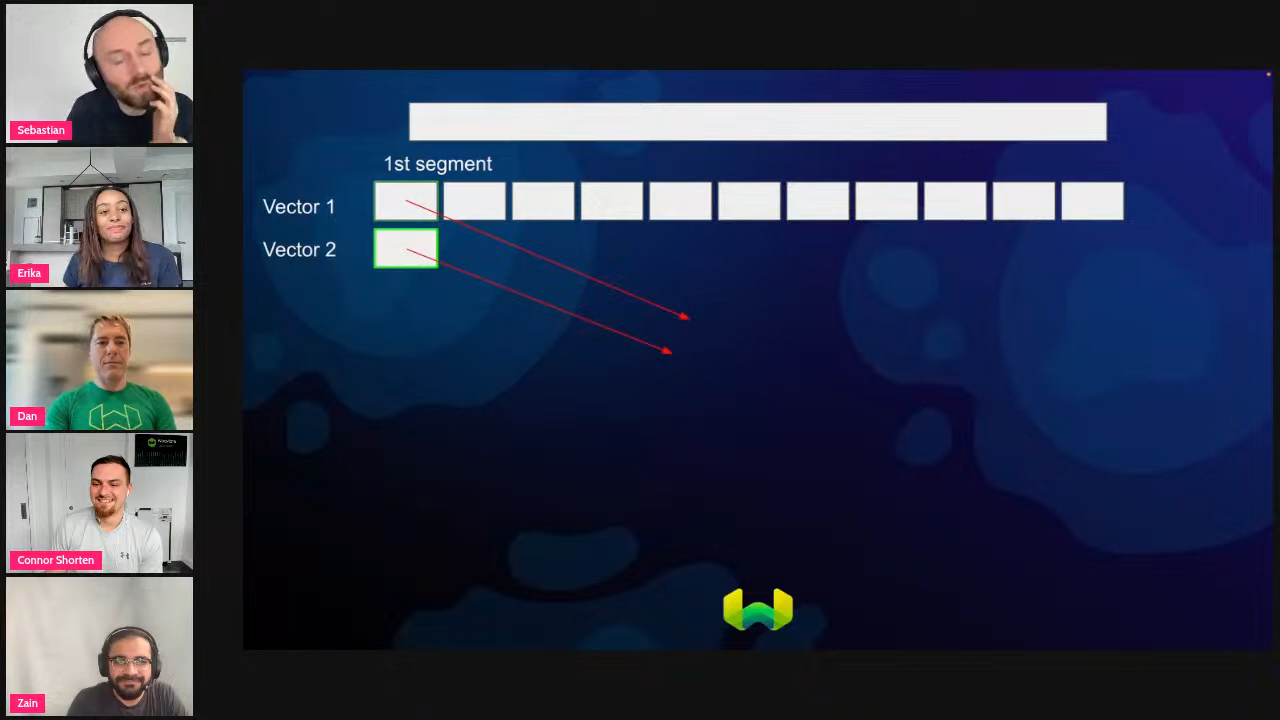 Sebastian
Erika
Dan
Connor Shorten
Zain
1st segment
Vector 1
Vector 2